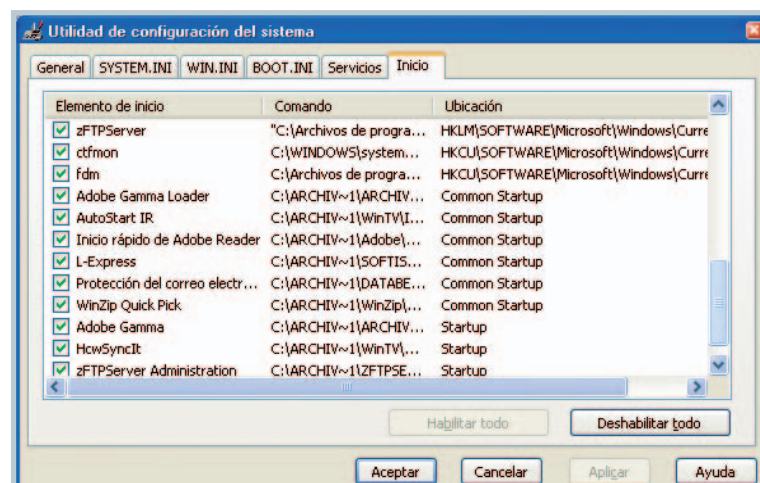 Utilidad de configuración del sistema
General SYSTEM.INI WIN.INI BOOT.INI Servicios Inicio
Elemento de inicio Comando Ubicación
zFTPServer "C:\Archivos de progra... HKLM\SOFTWARE\Microsoft\Windows\Curre
ctfmon C:\WINDOWS\system... HKCU\SOFTWARE\Microsoft\Windows\Curre
fdm C:\Archivos de progra... HKCU\SOFTWARE\Microsoft\Windows\Curre
Adobe Gamma Loader C:\ARCHIV~1\ARCHIV... Common Startup
AutoStart IR C:\ARCHIV~1\WinTV\I... Common Startup
Inicio rápido de Adobe Reader C:\ARCHIV~1\Adobe\... Common Startup
L-Express C:\ARCHIV~1\SOFTIS... Common Startup
Protección del correo electr... C:\ARCHIV~1\DATABE... Common Startup
WinZip Quick Pick C:\ARCHIV~1\WinZip\... Common Startup
Adobe Gamma C:\ARCHIV~1\ARCHIV... Startup
HcwSyncIt C:\ARCHIV~1\WinTV\... Startup
zFTPServer Administration C:\ARCHIV~1\ZFTPSE... Startup
Habilitar todo Deshabilitar todo
Aceptar Cancelar Aplicar Ayuda